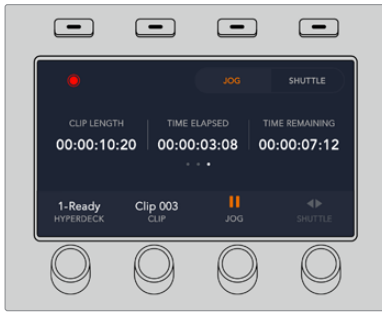 JOG SHUTTLE
CLIP LENGTH TIME ELAPSED TIME REMAINING
00:00:10:20 00:00:03:08 00:00:07:12
1-Ready Clip 003
HYPERDECK CLIP JOG SHUTTLE